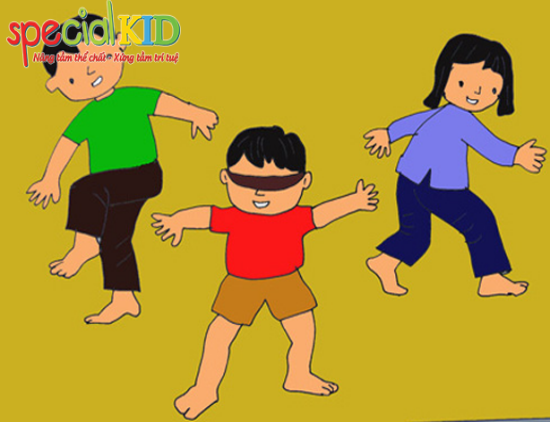 specialKID
Nâng tầm thể chất - Xứng tầm trí tuệ